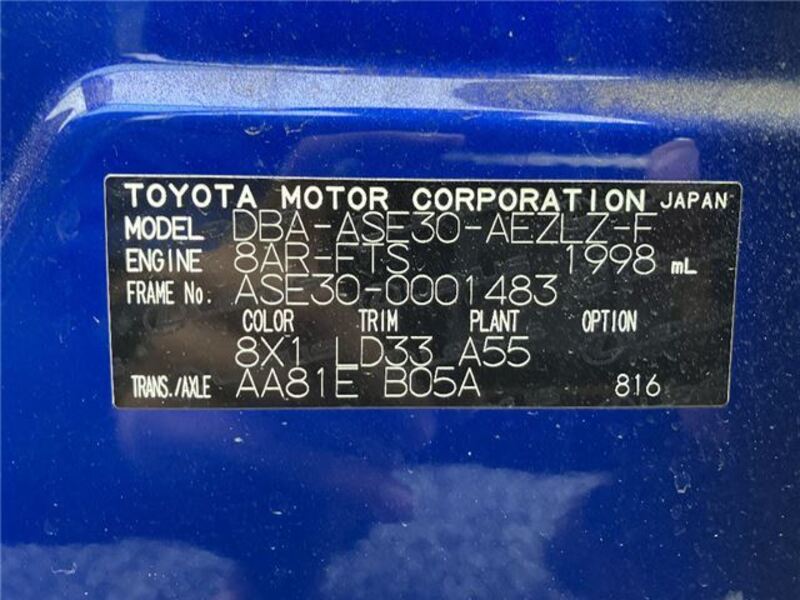 TOYOTA MOTOR CORPORATION JAPAN
MODEL DBA-ASE30-AEZLZ-F
ENGINE 8AR-FTS 1998 mL
FRAME No. ASE30-0001483
COLOR TRIM PLANT OPTION
8X1 LD33 A55
TRANS./AXLE AA81E B05A 816